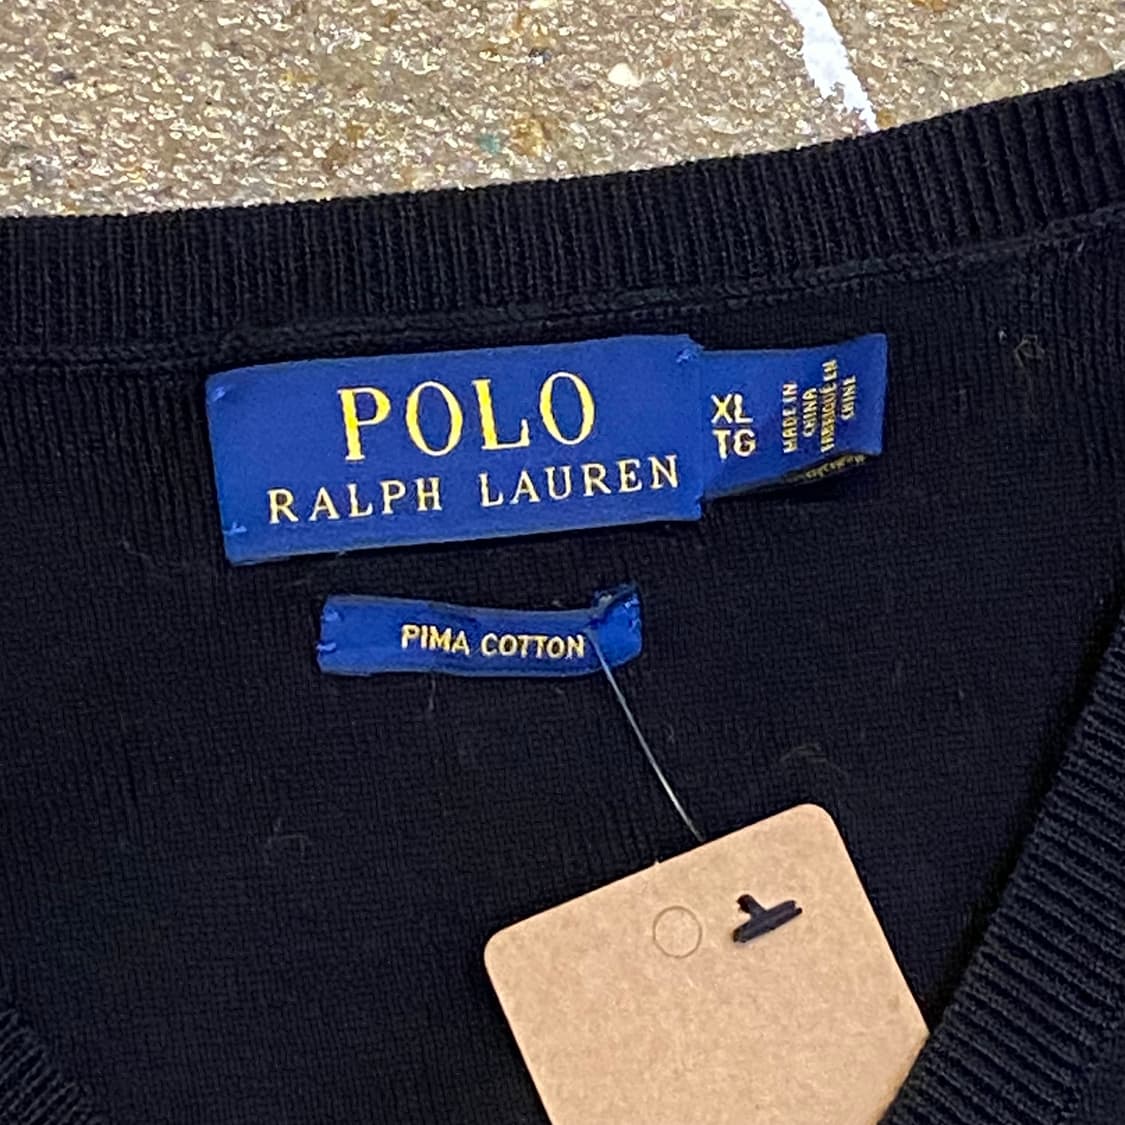 POLO
RALPH LAUREN
XL
TG
MADE IN
CHINA
FABRIQUÉ EN
CHINE
PIMA COTTON